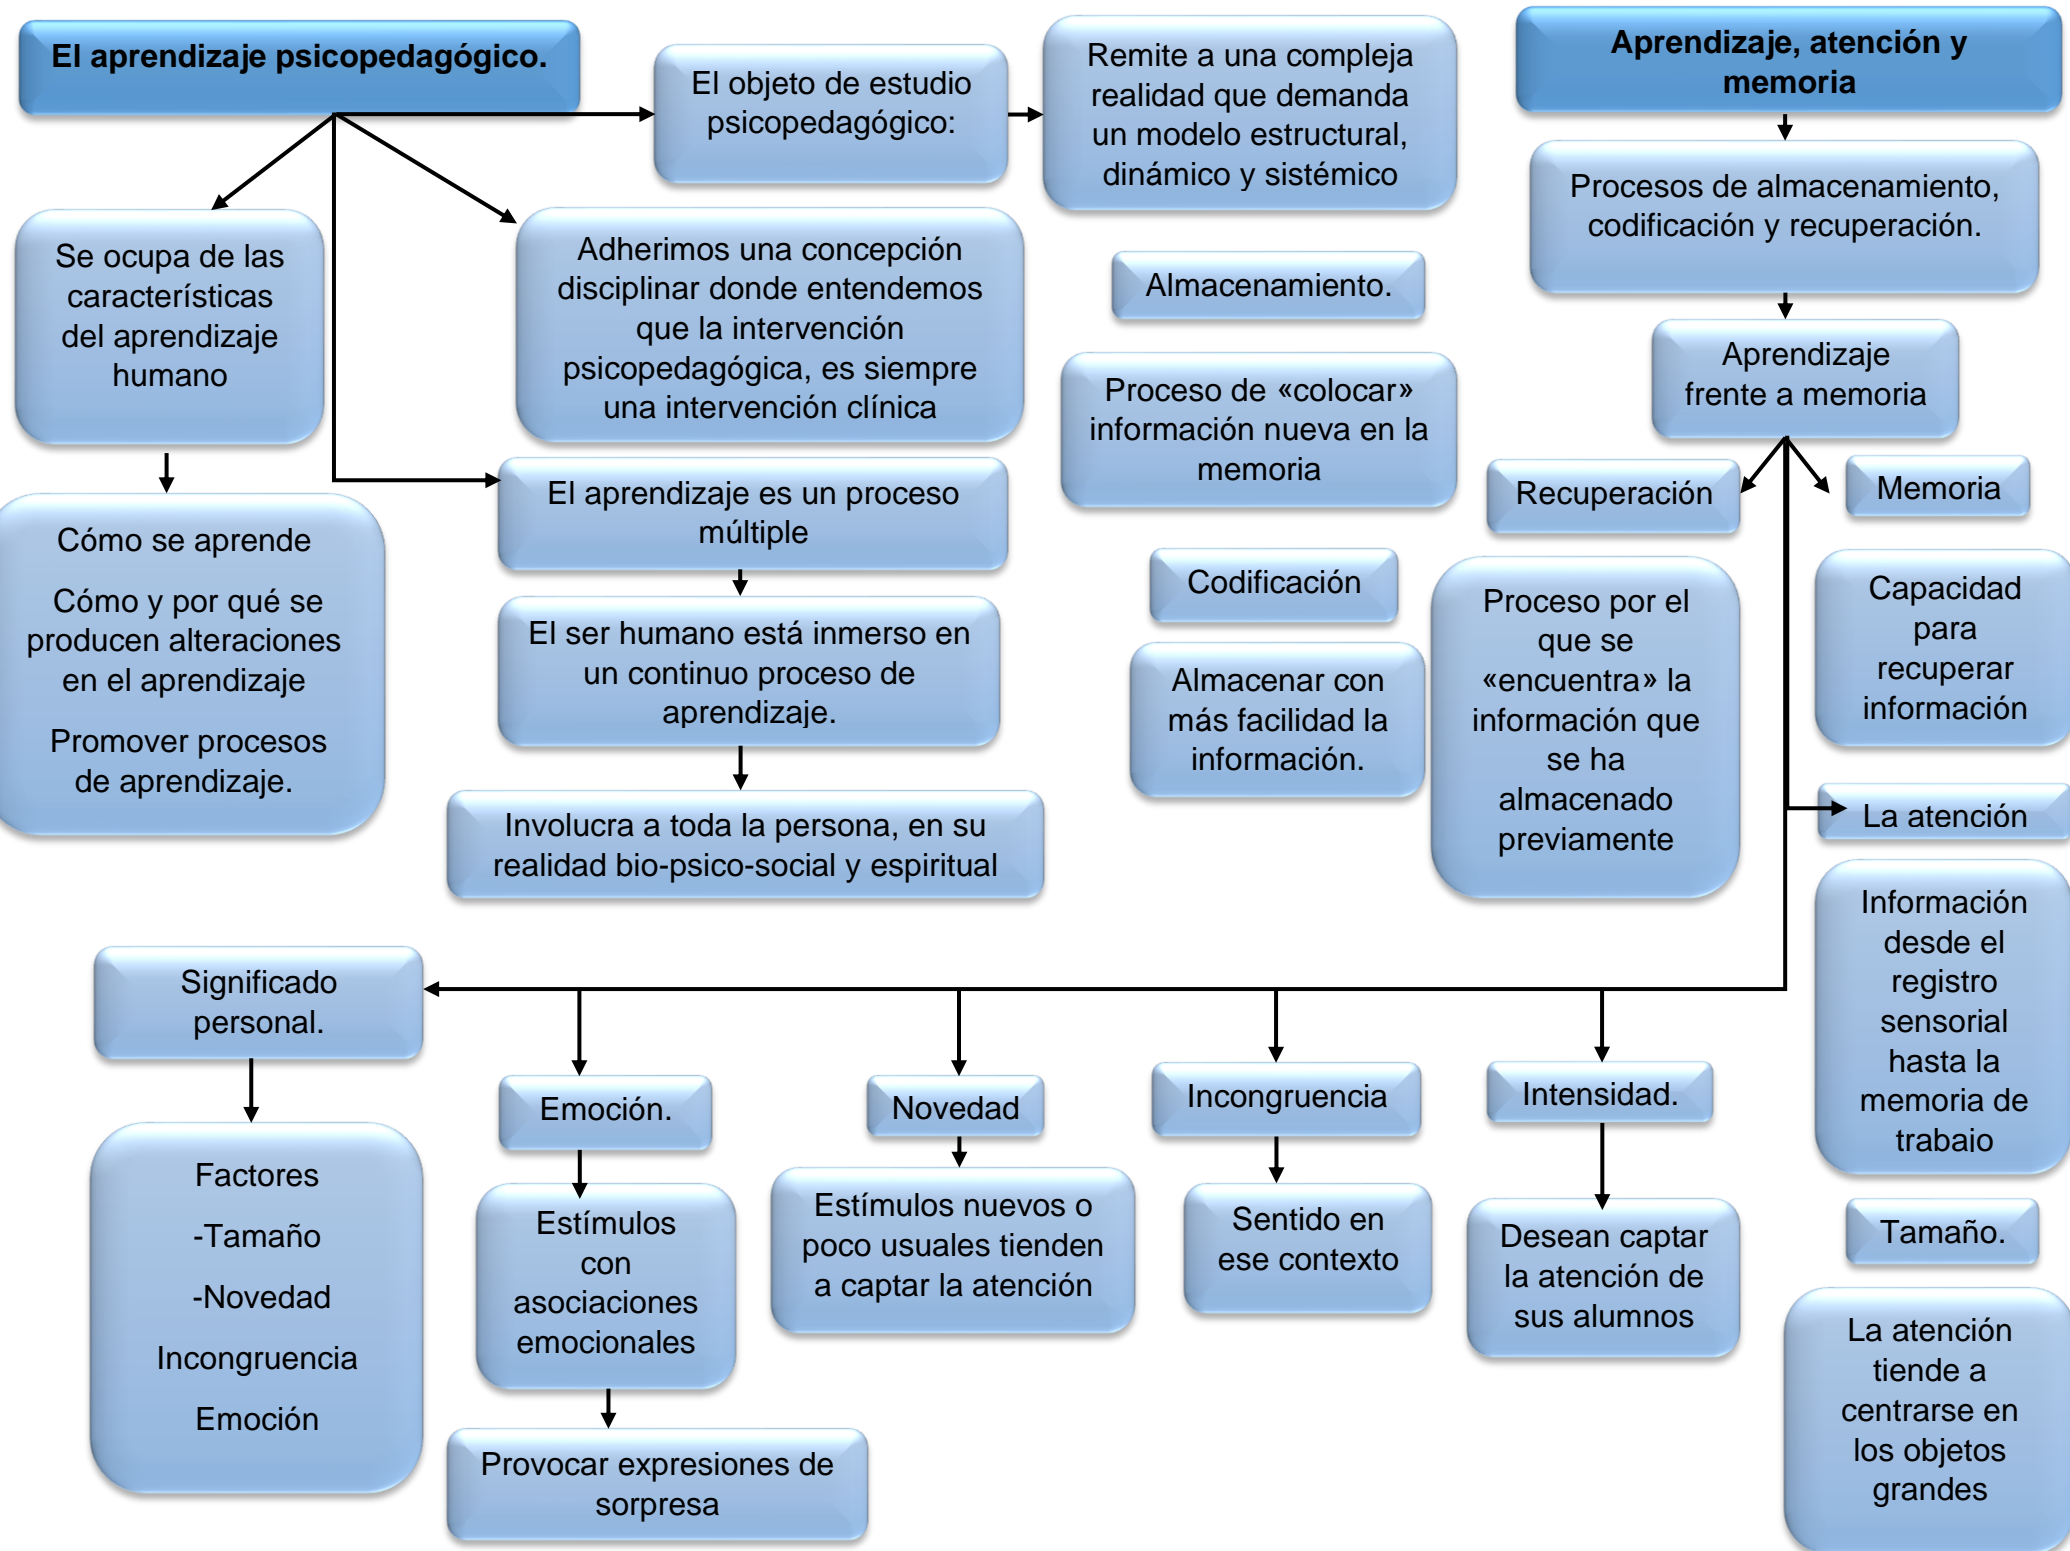 El aprendizaje psicopedagógico.
El objeto de estudio
psicopedagógico:
Remite a una compleja
realidad que demanda
un modelo estructural,
dinámico y sistémico
Se ocupa de las
características
del aprendizaje
humano
Adherimos una concepción
disciplinar donde entendemos
que la intervención
psicopedagógica, es siempre
una intervención clínica
Cómo se aprende
Cómo y por qué se
producen alteraciones
en el aprendizaje
Promover procesos
de aprendizaje.
El aprendizaje es un proceso
múltiple
El ser humano está inmerso en
un continuo proceso de
aprendizaje.
Involucra a toda la persona, en su
realidad bio-psico-social y espiritual
Aprendizaje, atención y
memoria
Procesos de almacenamiento,
codificación y recuperación.
Aprendizaje
frente a memoria
Almacenamiento.
Proceso de «colocar»
información nueva en la
memoria
Codificación
Almacenar con
más facilidad la
información.
Recuperación
Proceso por el
que se
«encuentra» la
información que
se ha
almacenado
previamente
Memoria
Capacidad
para
recuperar
información
La atención
Información
desde el
registro
sensorial
hasta la
memoria de
trabajo
Tamaño.
La atención
tiende a
centrarse en
los objetos
grandes
Significado
personal.
Factores
-Tamaño
-Novedad
Incongruencia
Emoción
Emoción.
Estímulos
con
asociaciones
emocionales
Provocar expresiones de
sorpresa
Novedad
Estímulos nuevos o
poco usuales tienden
a captar la atención
Incongruencia
Sentido en
ese contexto
Intensidad.
Desean captar
la atención de
sus alumnos